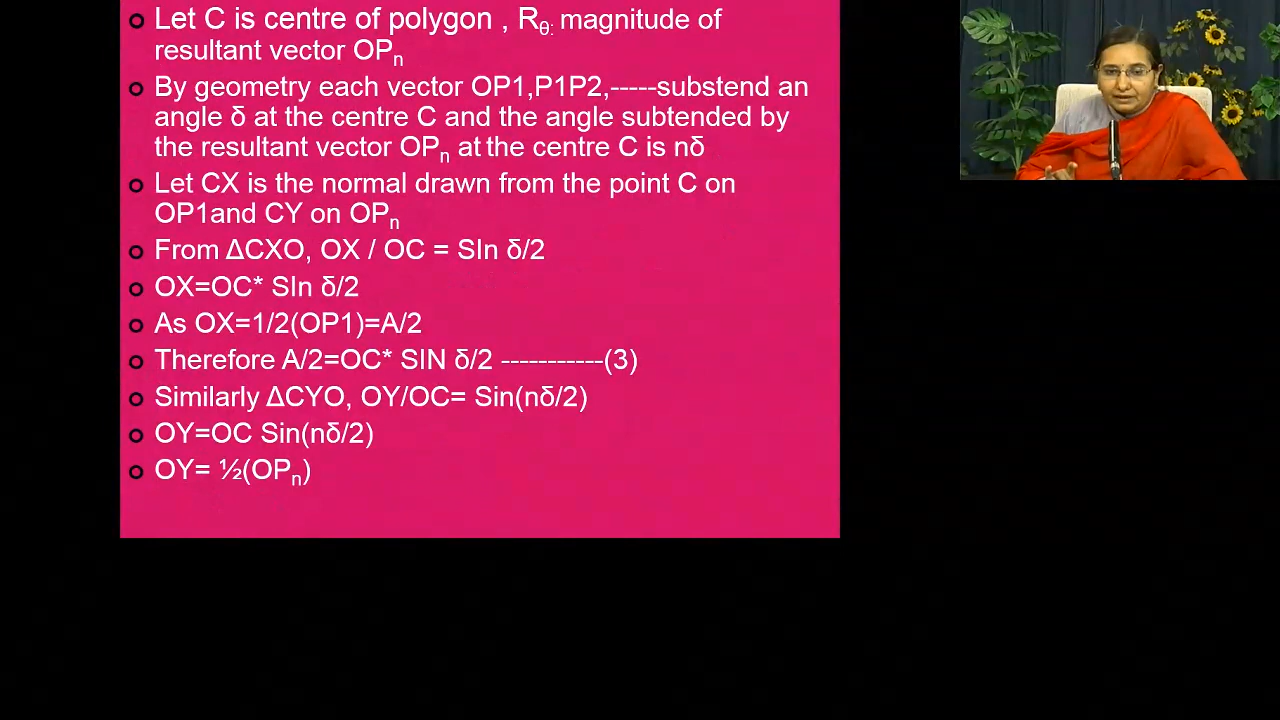 Let C is centre of polygon , Rθ: magnitude of
resultant vector OPn
By geometry each vector OP1,P1P2,-----substend an
angle δ at the centre C and the angle subtended by
the resultant vector OPn at the centre C is nδ
Let CX is the normal drawn from the point C on
OP1and CY on OPn
From ΔCXO, OX / OC = SIn δ/2
OX=OC* SIn δ/2
As OX=1/2(OP1)=A/2
Therefore A/2=OC* SIN δ/2 -----------(3)
Similarly ΔCYO, OY/OC= Sin(nδ/2)
OY=OC Sin(nδ/2)
OY= ½(OPn)